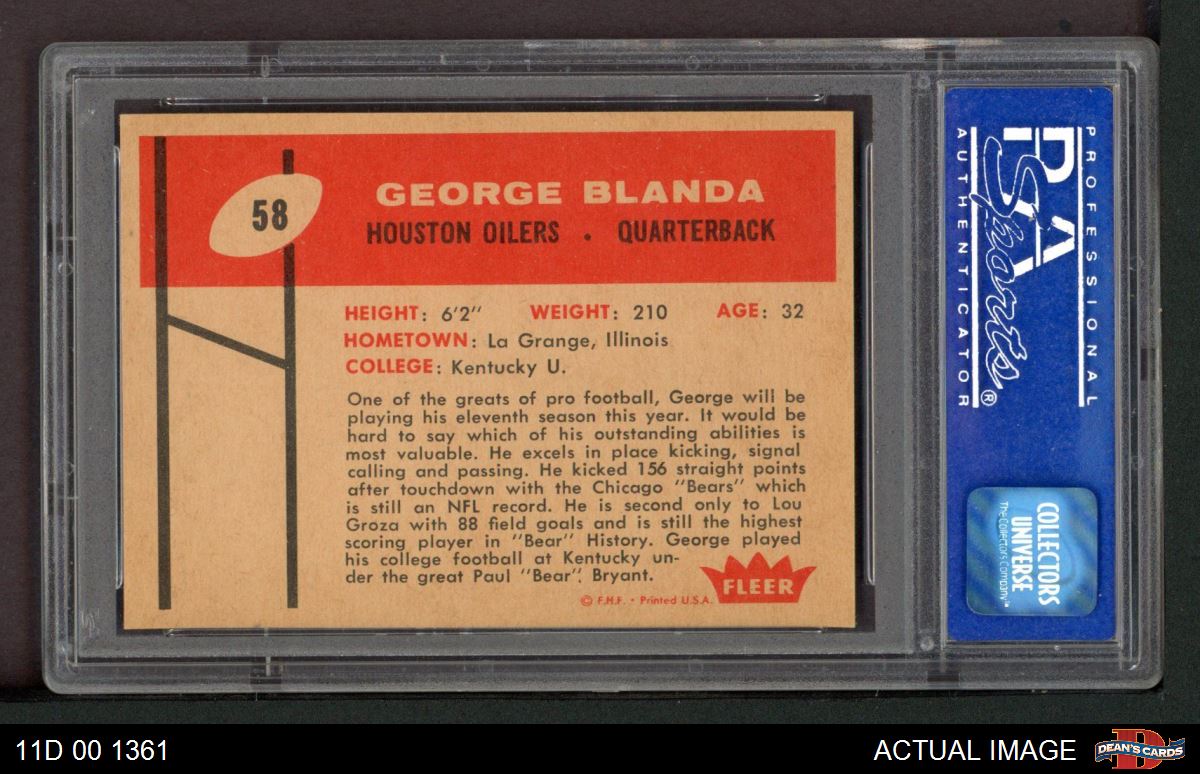 58
GEORGE BLANDA
HOUSTON OILERS • QUARTERBACK
HEIGHT: 6'2" WEIGHT: 210 AGE: 32
HOMETOWN: La Grange, Illinois
COLLEGE: Kentucky U.
One of the greats of pro football, George will be
playing his eleventh season this year. It would be
hard to say which of his outstanding abilities is
most valuable. He excels in place kicking, signal
calling and passing. He kicked 156 straight points
after touchdown with the Chicago "Bears" which
is still an NFL record. He is second only to Lou
Groza with 88 field goals and is still the highest
scoring player in "Bear" History. George played
his college football at Kentucky un-
der the great Paul "Bear". Bryant.
FLEER
© F.H.F. • Printed U.S.A.
PROFESSIONAL
PSA
Sports®
AUTHENTICATOR
COLLECTORS
UNIVERSE
The Collectors Company™
11D 00 1361
ACTUAL IMAGE
D
DEAN'S CARDS